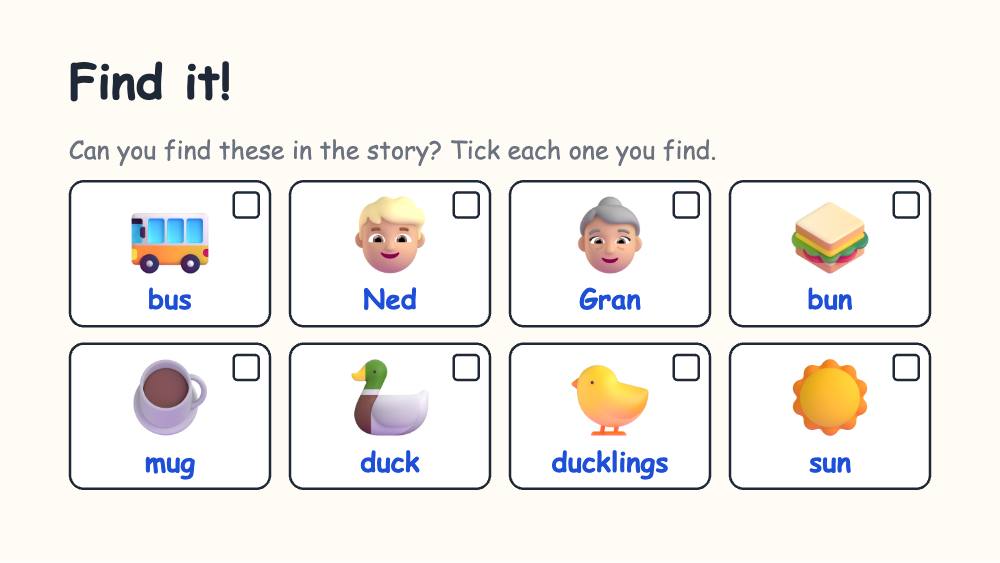 Find it!
Can you find these in the story? Tick each one you find.
bus
Ned
Gran
bun
mug
duck
ducklings
sun